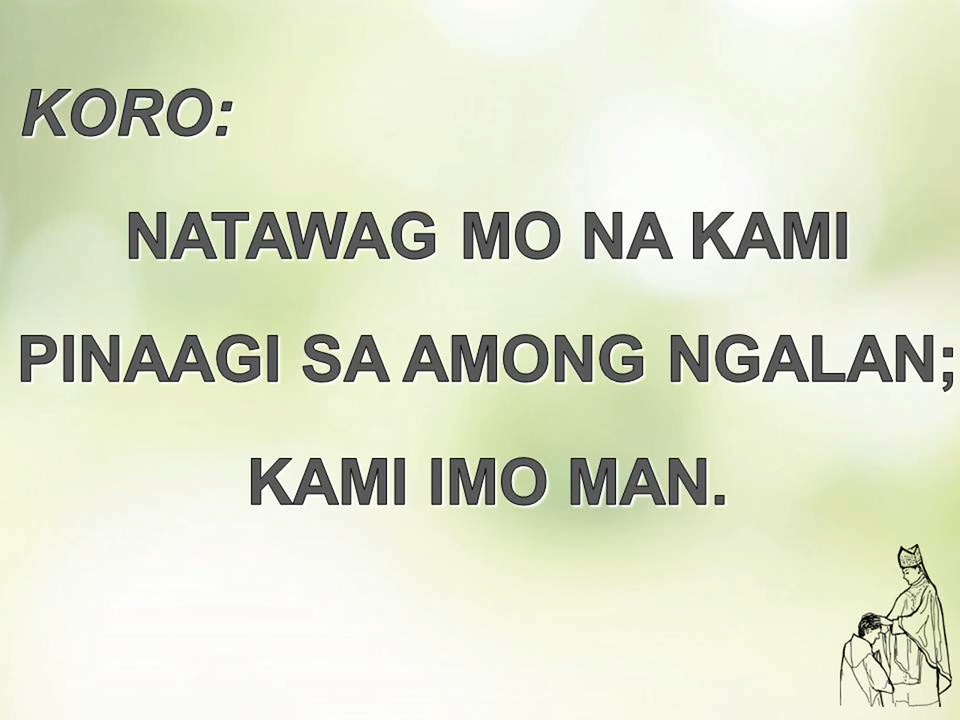 KORO:
NATAWAG MO NA KAMI
PINAAGI SA AMONG NGALAN;
KAMI IMO MAN.